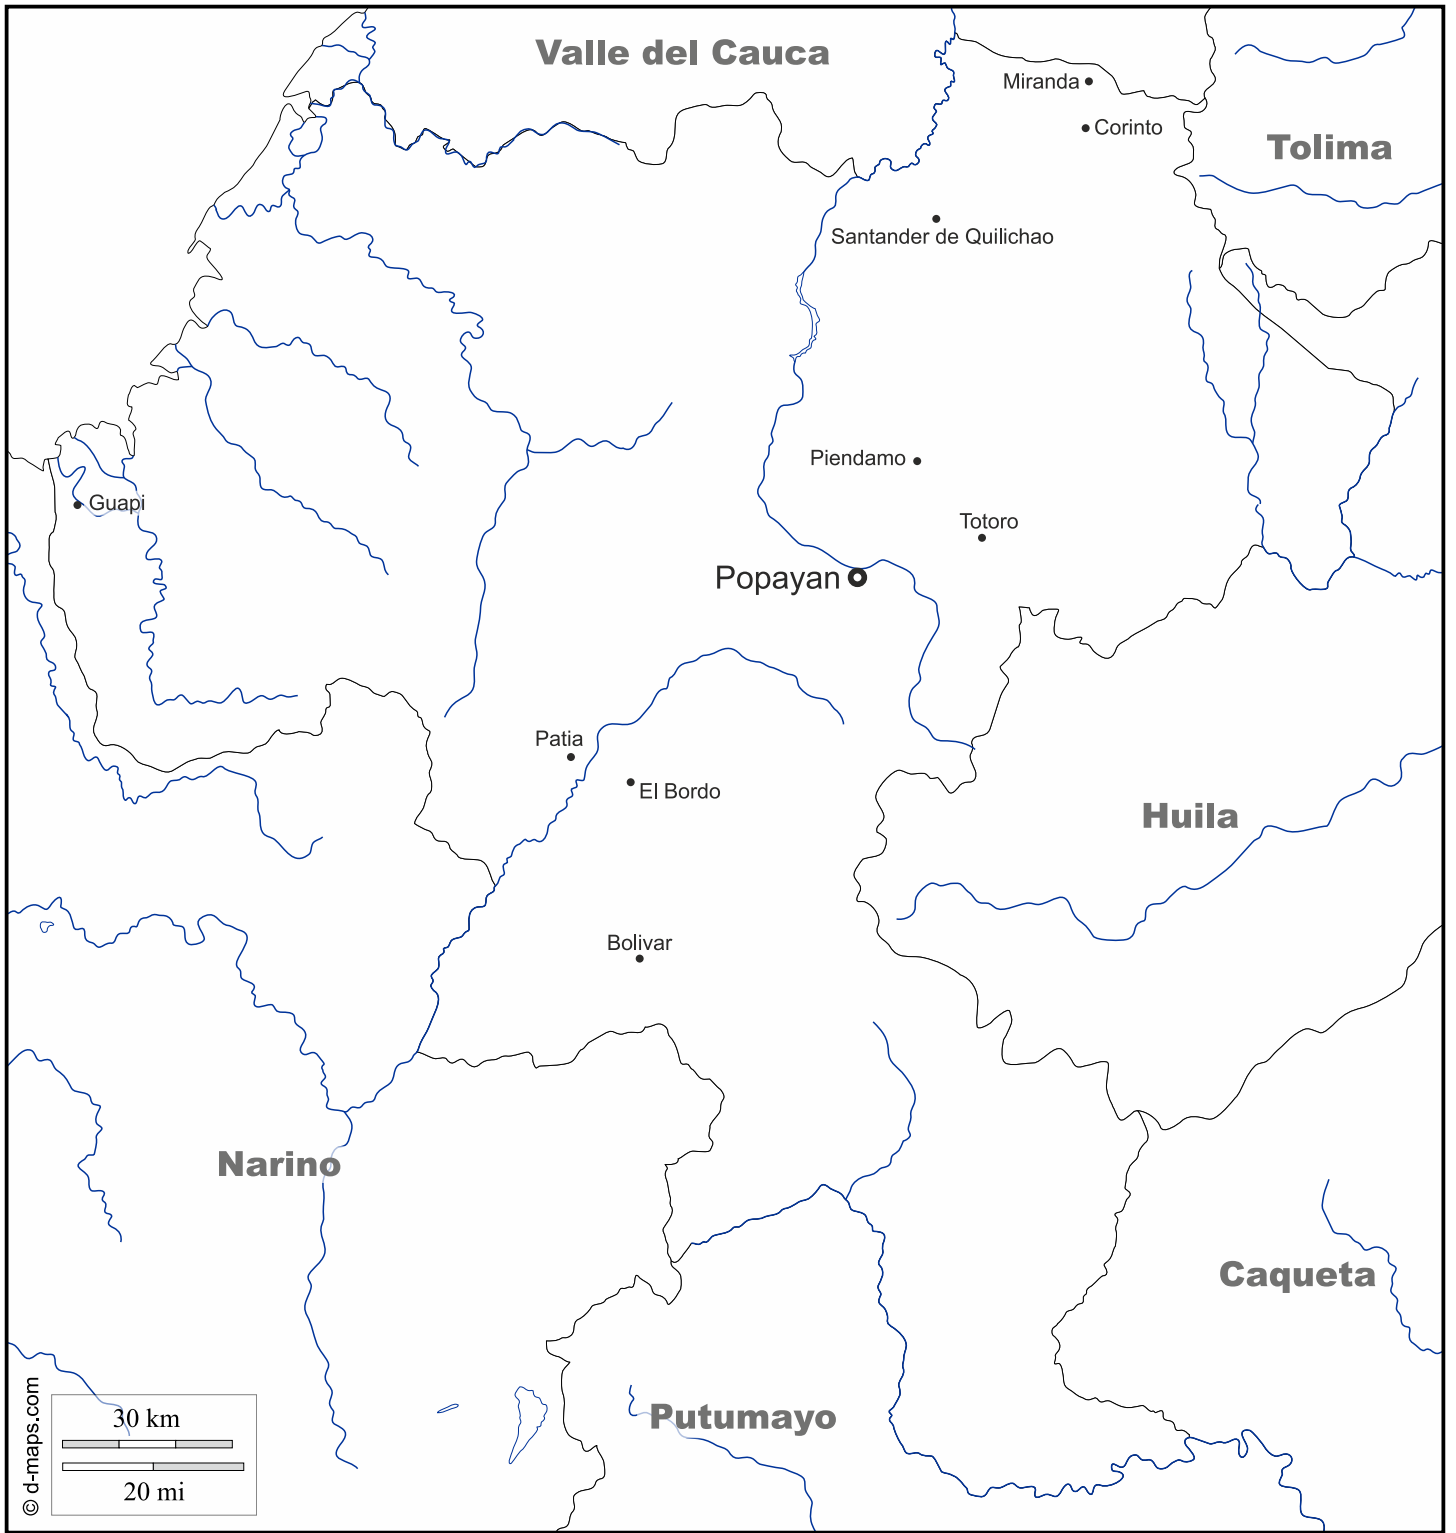 Valle del Cauca
Miranda
Corinto
Tolima
Santander de Quilichao
Piendamo
Guapi
Totoro
Popayan
Patia
El Bordo
Huila
Bolivar
Narino
Caqueta
Putumayo
30 km
20 mi
© d-maps.com